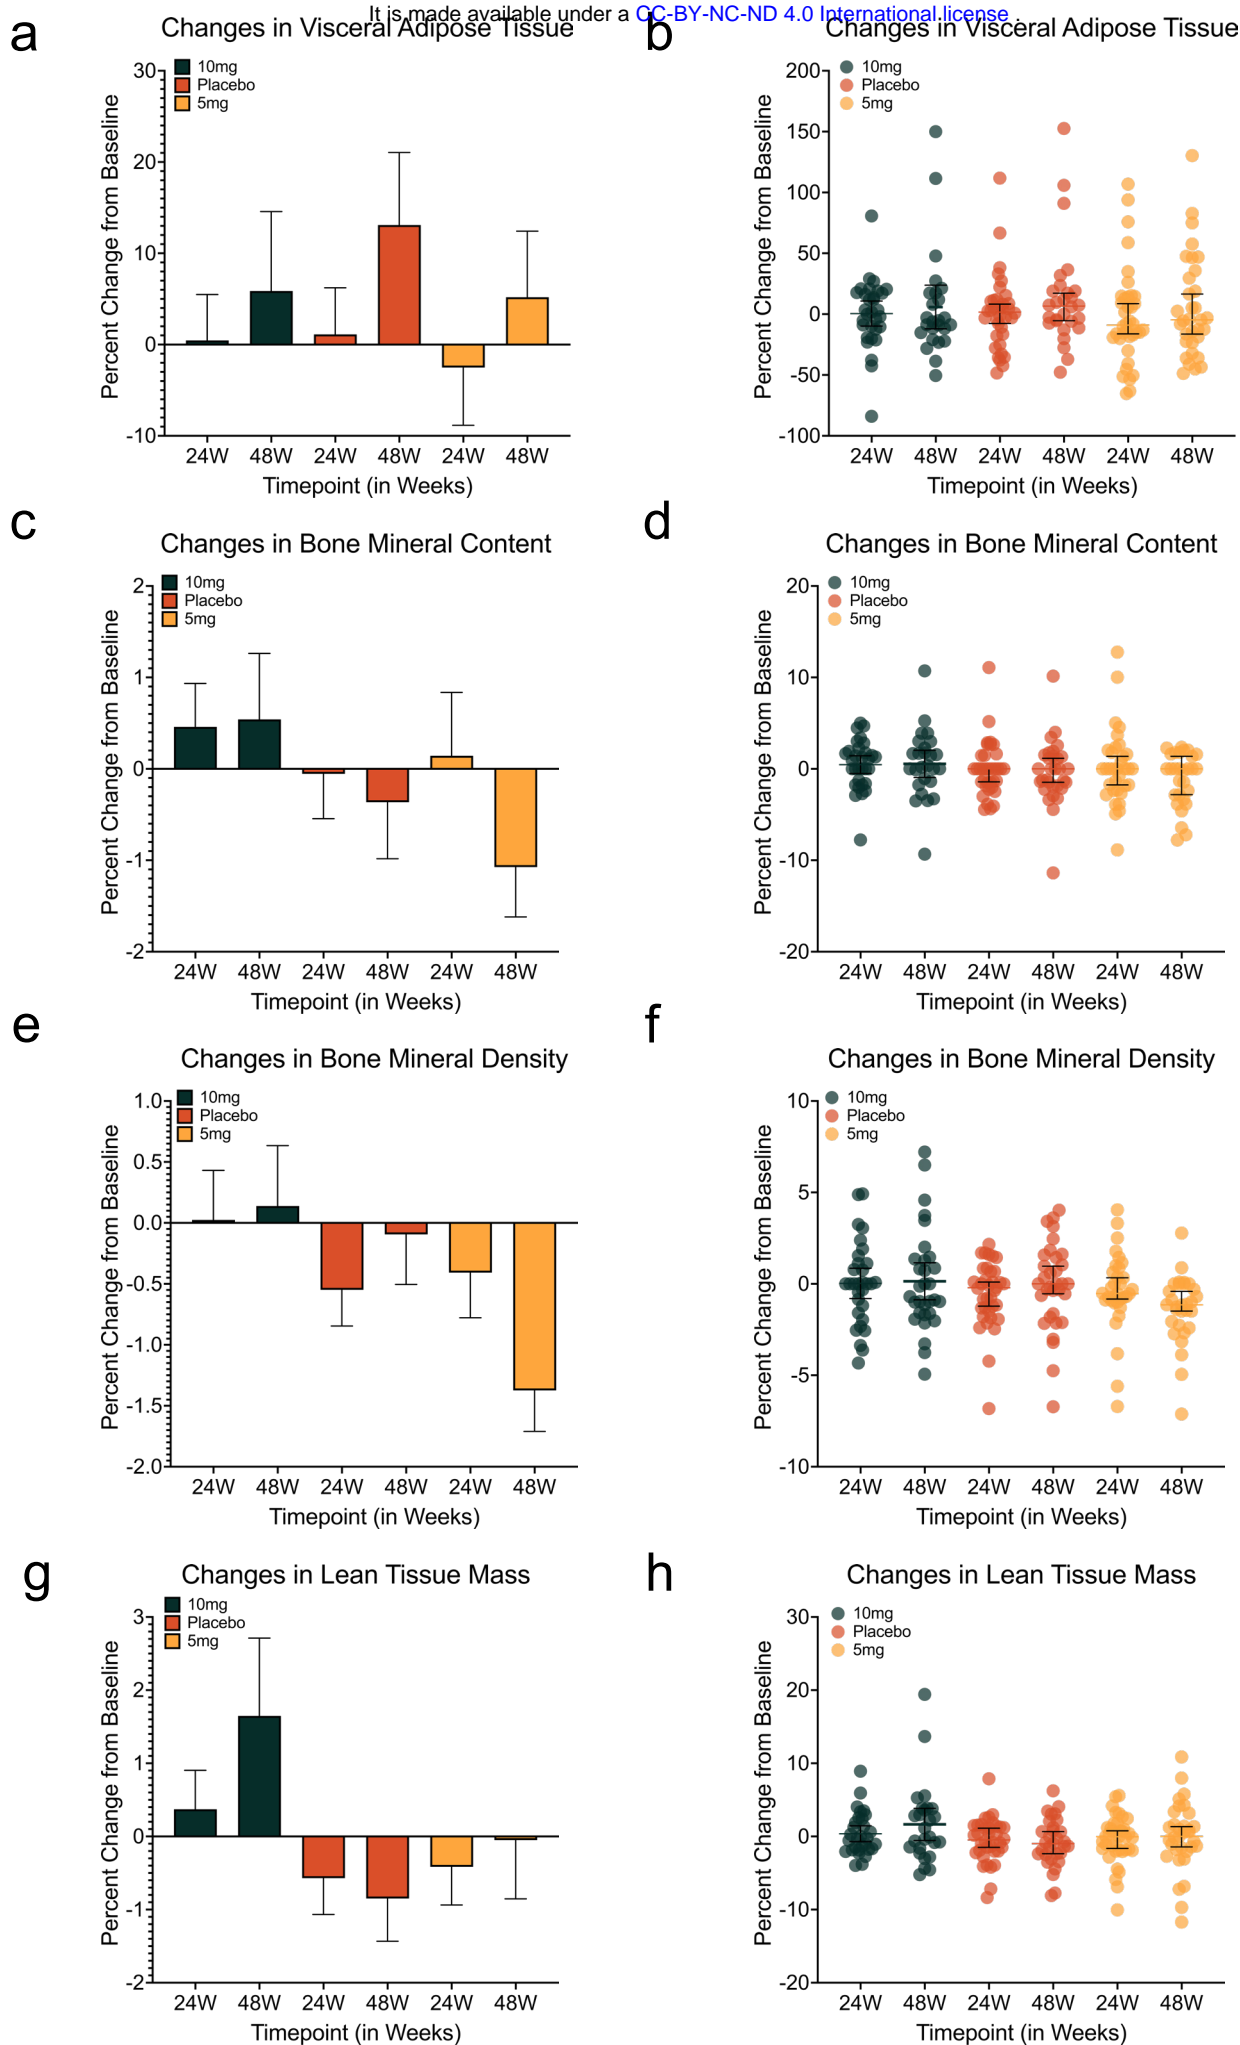 It is made available under a CC-BY-NC-ND 4.0 International license .
a
Changes in Visceral Adipose Tissue
10mg
Placebo
5mg
Percent Change from Baseline
30
20
10
0
-10
24W 48W 24W 48W 24W 48W
Timepoint (in Weeks)
b
Changes in Visceral Adipose Tissue
10mg
Placebo
5mg
Percent Change from Baseline
200
150
100
50
0
-50
-100
24W 48W 24W 48W 24W 48W
Timepoint (in Weeks)
c
Changes in Bone Mineral Content
10mg
Placebo
5mg
Percent Change from Baseline
2
1
0
-1
-2
24W 48W 24W 48W 24W 48W
Timepoint (in Weeks)
d
Changes in Bone Mineral Content
10mg
Placebo
5mg
Percent Change from Baseline
20
10
0
-10
-20
24W 48W 24W 48W 24W 48W
Timepoint (in Weeks)
e
Changes in Bone Mineral Density
10mg
Placebo
5mg
Percent Change from Baseline
1.0
0.5
0.0
-0.5
-1.0
-1.5
-2.0
24W 48W 24W 48W 24W 48W
Timepoint (in Weeks)
f
Changes in Bone Mineral Density
10mg
Placebo
5mg
Percent Change from Baseline
10
5
0
-5
-10
24W 48W 24W 48W 24W 48W
Timepoint (in Weeks)
g
Changes in Lean Tissue Mass
10mg
Placebo
5mg
Percent Change from Baseline
3
2
1
0
-1
-2
24W 48W 24W 48W 24W 48W
Timepoint (in Weeks)
h
Changes in Lean Tissue Mass
10mg
Placebo
5mg
Percent Change from Baseline
30
20
10
0
-10
-20
24W 48W 24W 48W 24W 48W
Timepoint (in Weeks)